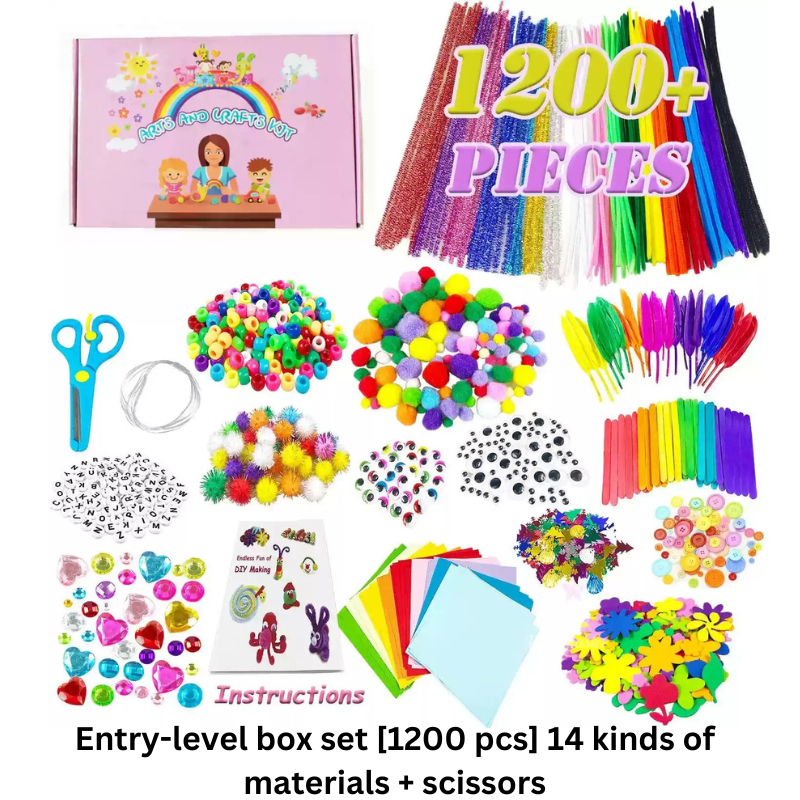 ARTS AND CRAFTS KIT
1200+
PIECES
Endless Fun of
DIY Making
Instructions
Entry-level box set [1200 pcs] 14 kinds of
materials + scissors